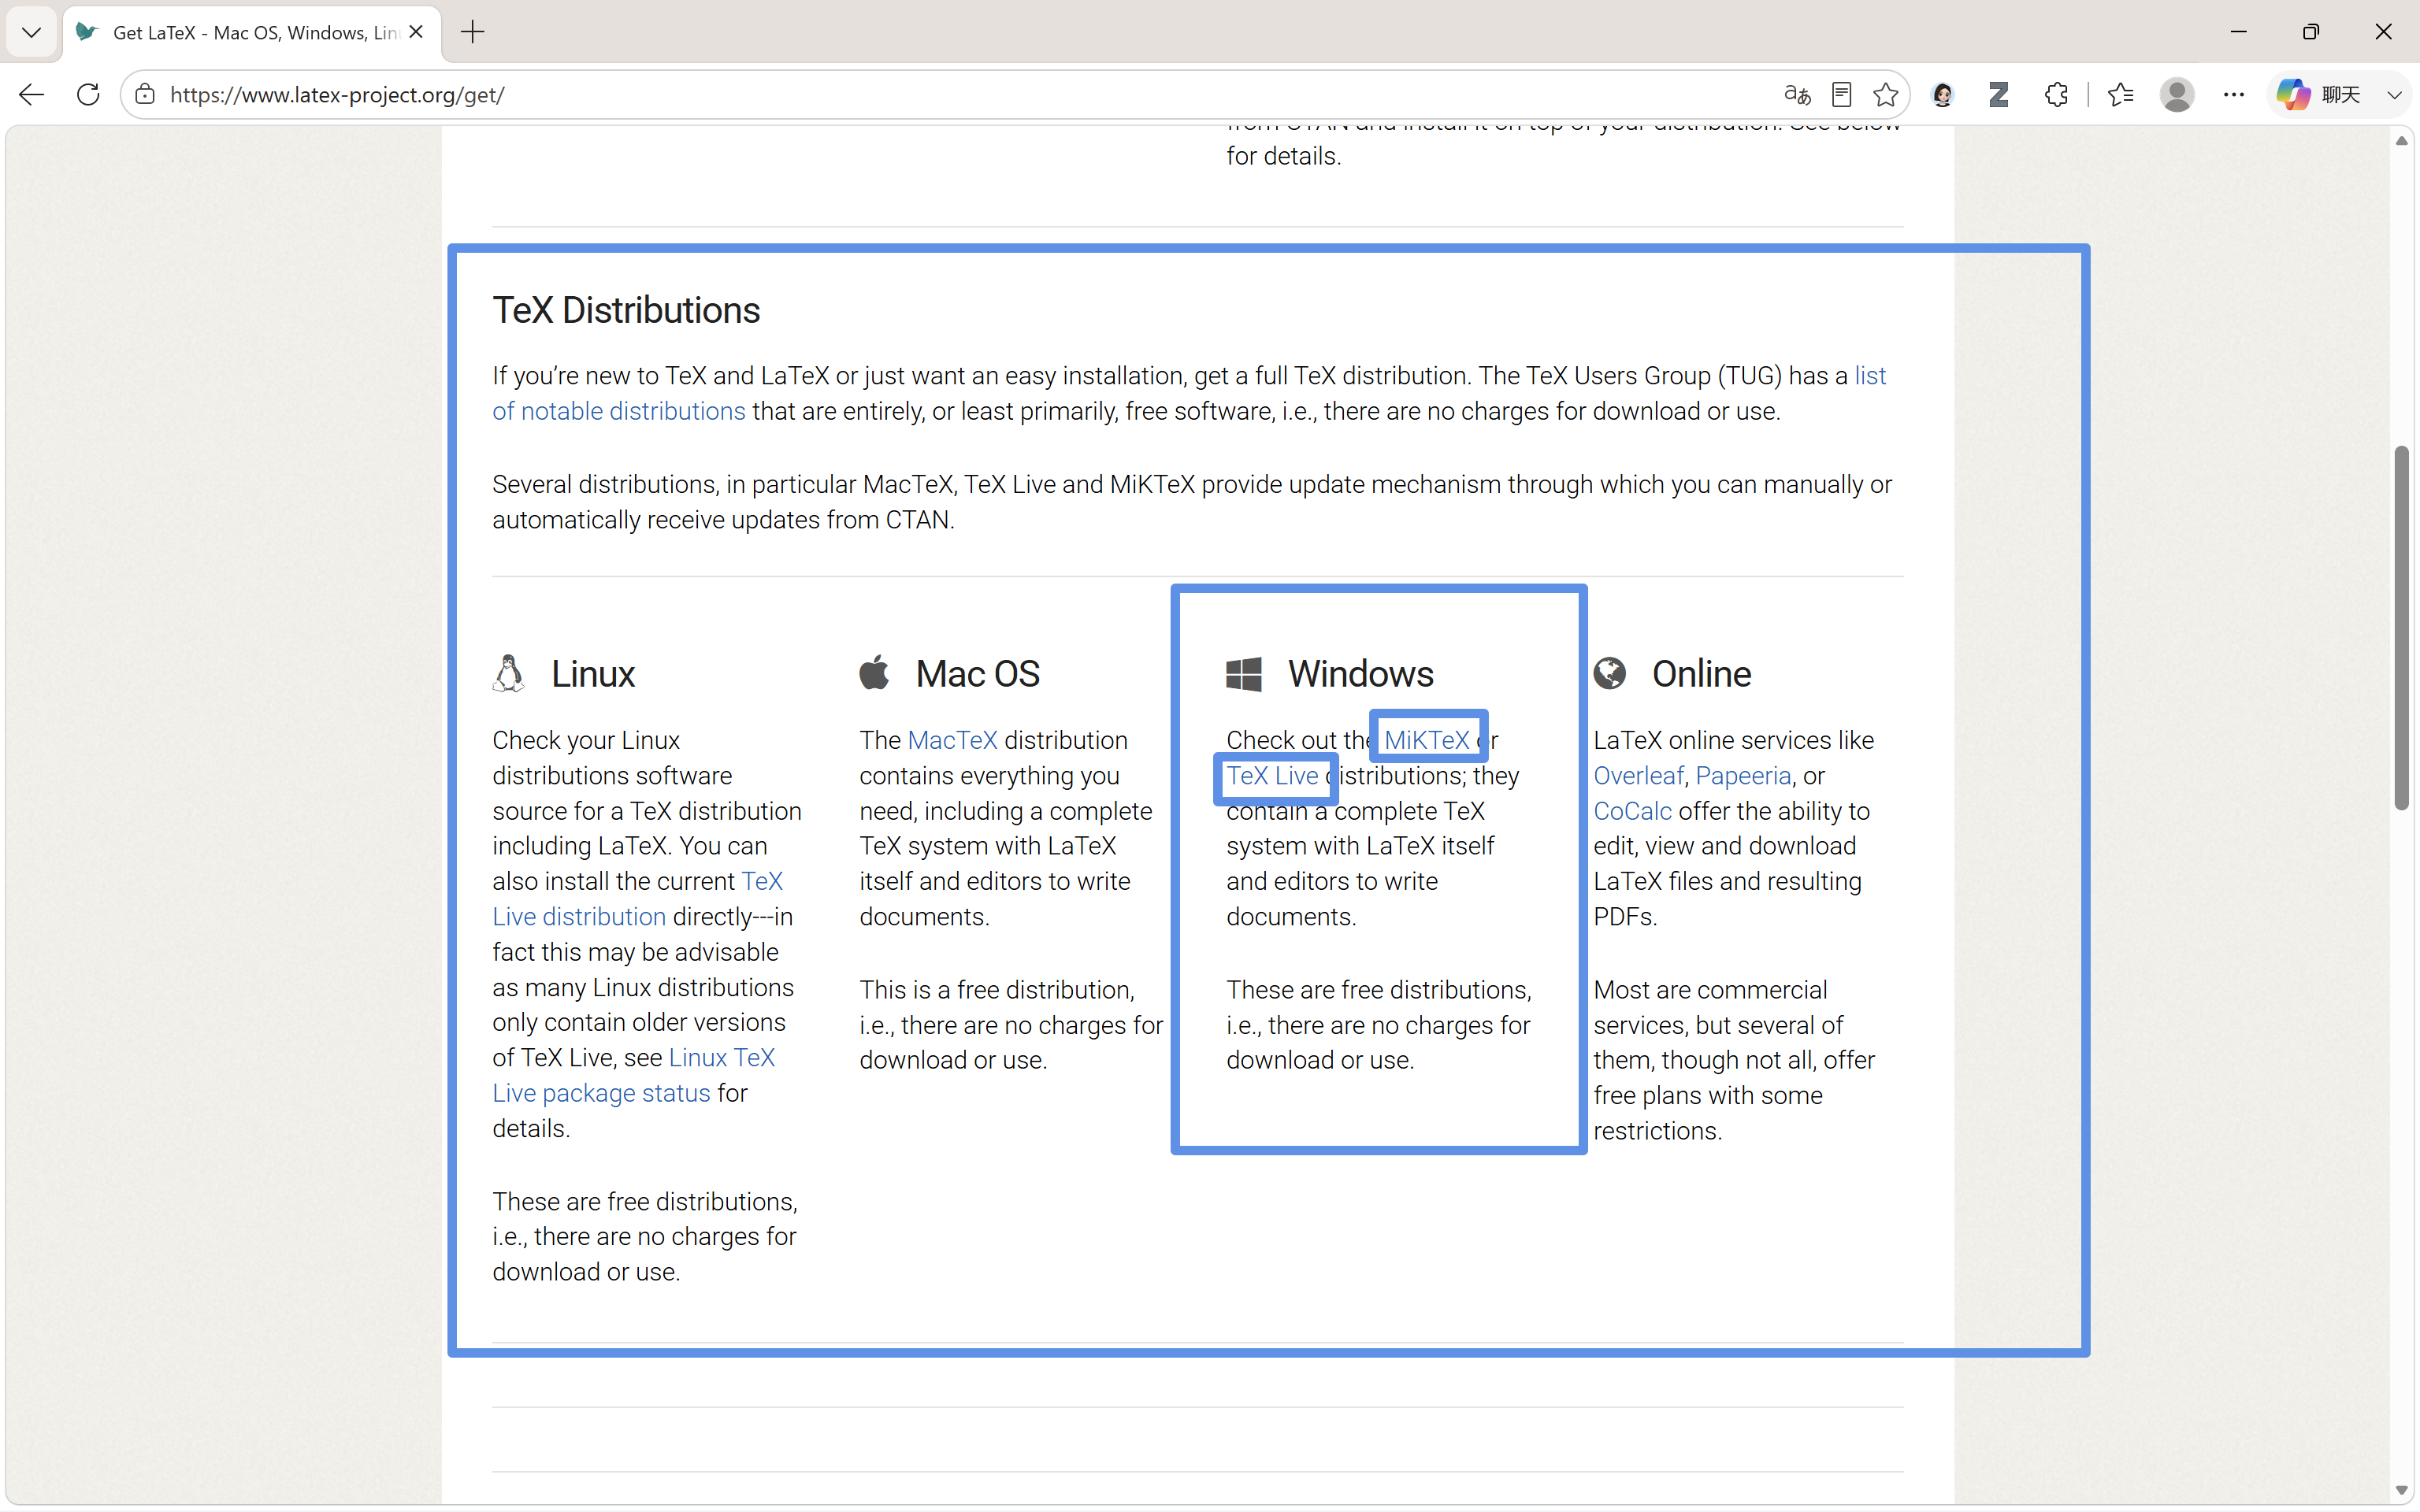 Get LaTeX - Mac OS, Windows, Lin
https://www.latex-project.org/get/
聊天
from CTAN and install it on top of your distribution. See below
for details.
TeX Distributions
If you’re new to TeX and LaTeX or just want an easy installation, get a full TeX distribution. The TeX Users Group (TUG) has a list
of notable distributions that are entirely, or least primarily, free software, i.e., there are no charges for download or use.
Several distributions, in particular MacTeX, TeX Live and MiKTeX provide update mechanism through which you can manually or
automatically receive updates from CTAN.
Linux
Check your Linux
distributions software
source for a TeX distribution
including LaTeX. You can
also install the current TeX
Live distribution directly---in
fact this may be advisable
as many Linux distributions
only contain older versions
of TeX Live, see Linux TeX
Live package status for
details.
These are free distributions,
i.e., there are no charges for
download or use.
Mac OS
The MacTeX distribution
contains everything you
need, including a complete
TeX system with LaTeX
itself and editors to write
documents.
This is a free distribution,
i.e., there are no charges for
download or use.
Windows
Check out the MiKTeX or
TeX Live distributions; they
contain a complete TeX
system with LaTeX itself
and editors to write
documents.
These are free distributions,
i.e., there are no charges for
download or use.
Online
LaTeX online services like
Overleaf, Papeeria, or
CoCalc offer the ability to
edit, view and download
LaTeX files and resulting
PDFs.
Most are commercial
services, but several of
them, though not all, offer
free plans with some
restrictions.